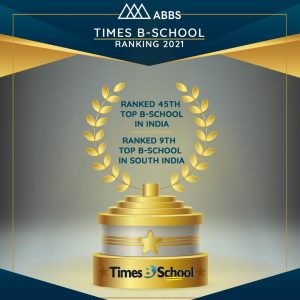 ABBS
TIMES B-SCHOOL
RANKING 2021
RANKED 45TH
TOP B-SCHOOL
IN INDIA
RANKED 9TH
TOP B-SCHOOL
IN SOUTH INDIA
Times B School